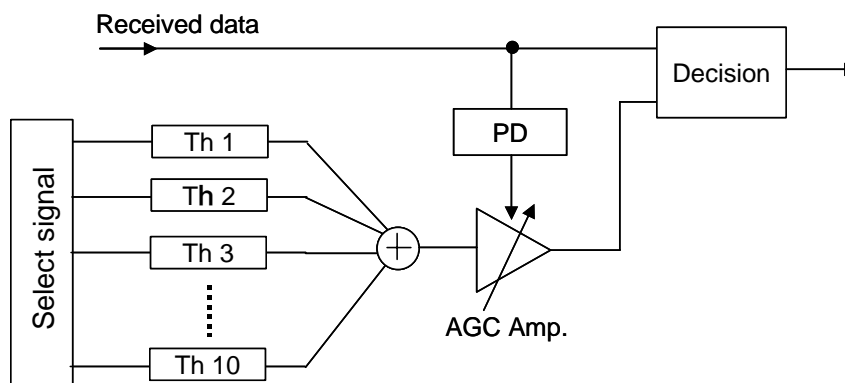 Received data
Decision
PD
Select signal
Th 1
Th 2
Th 3
Th 10
+
AGC Amp.